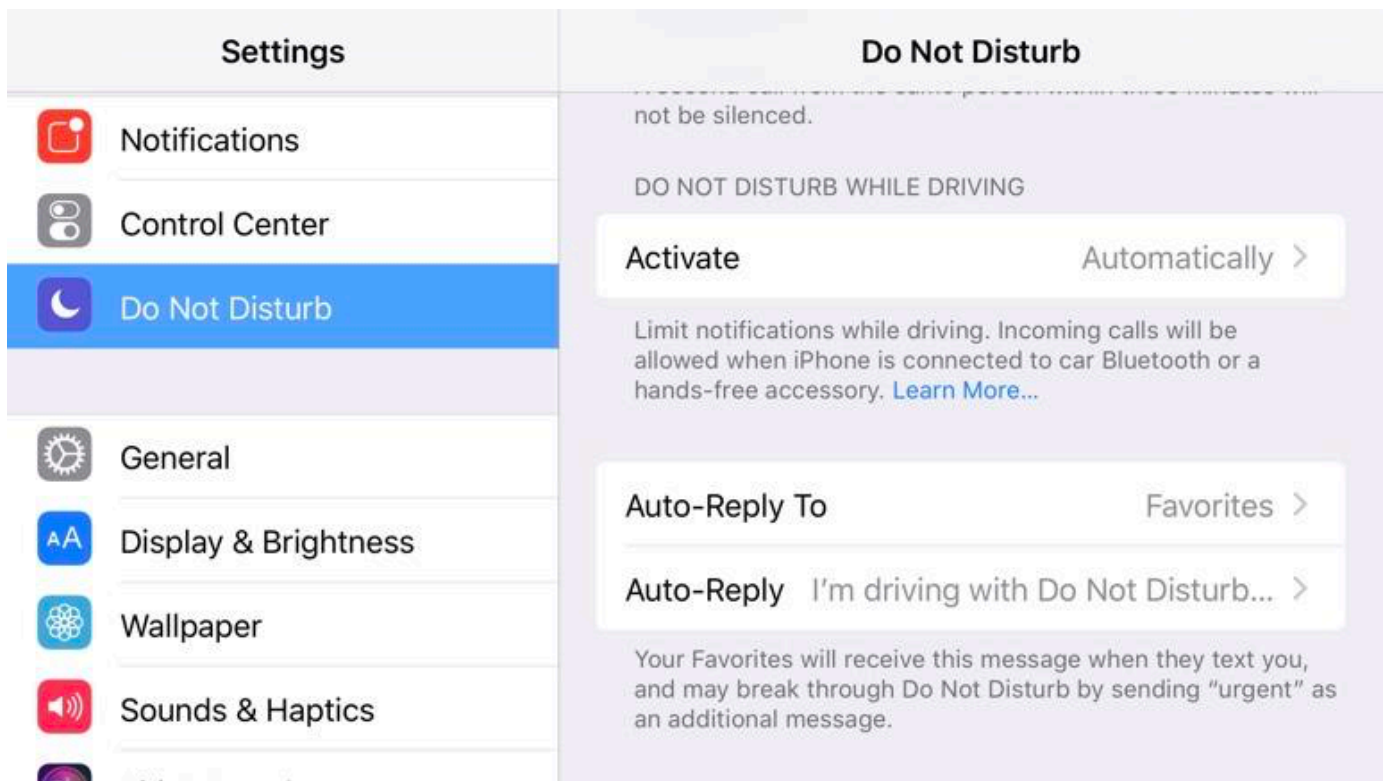 Settings
Notifications
Control Center
Do Not Disturb
General
AA Display & Brightness
Wallpaper
Sounds & Haptics
Do Not Disturb
not be silenced.
DO NOT DISTURB WHILE DRIVING
Activate Automatically >
Limit notifications while driving. Incoming calls will be
allowed when iPhone is connected to car Bluetooth or a
hands-free accessory. Learn More...
Auto-Reply To Favorites >
Auto-Reply I’m driving with Do Not Disturb... >
Your Favorites will receive this message when they text you,
and may break through Do Not Disturb by sending “urgent” as
an additional message.